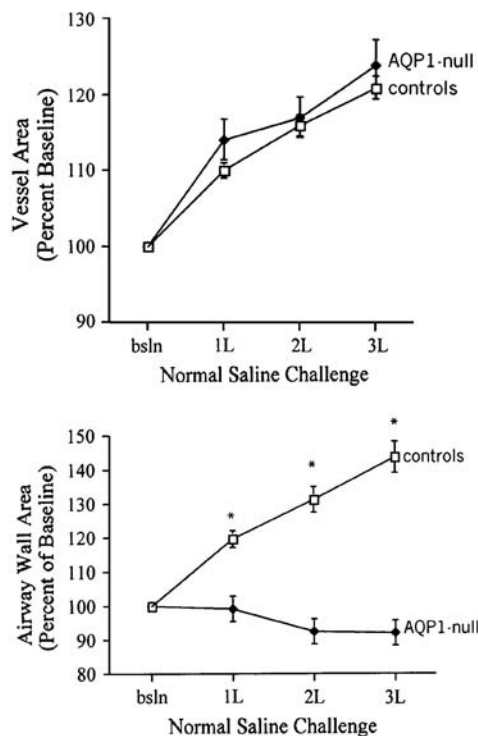 Vessel Area
(Percent Baseline)
120
110
100
90
AQP1-null
controls
bsln 1L 2L 3L
Normal Saline Challenge
Airway Wall Area
(Percent of Baseline)
150
140
130
120
110
100
90
80
*
*
*
controls
AQP1-null
bsln 1L 2L 3L
Normal Saline Challenge